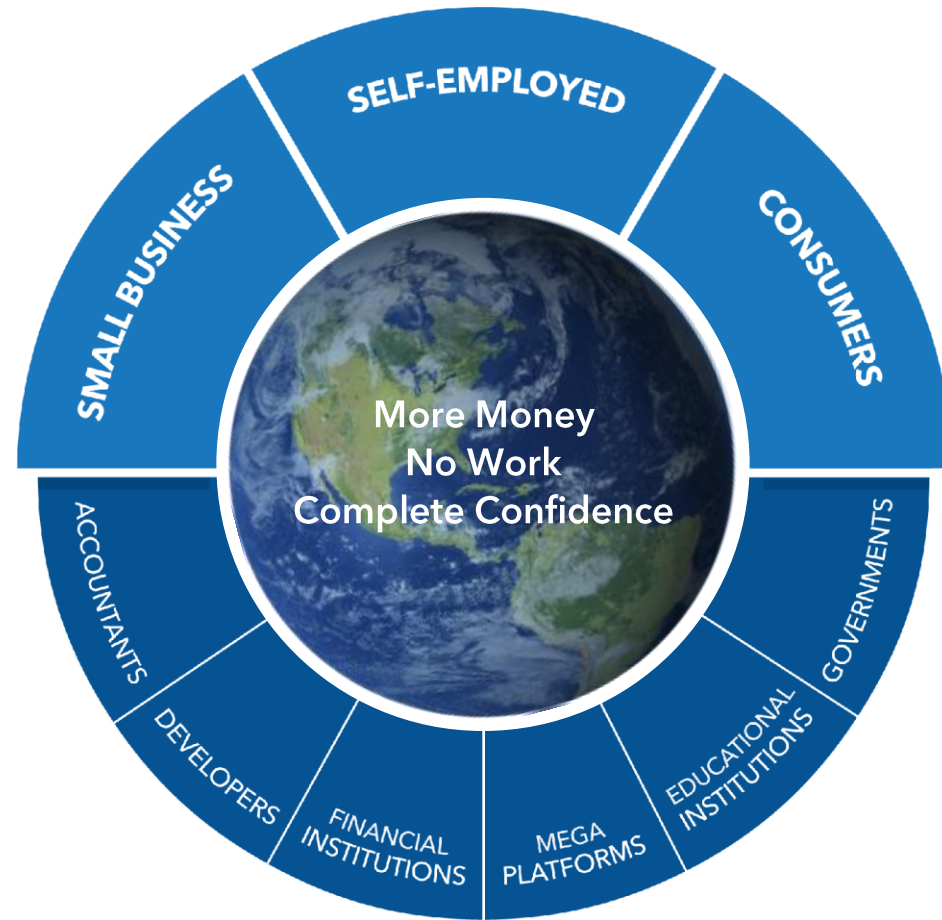 SELF-EMPLOYED
SMALL BUSINESS
CONSUMERS
More Money
No Work
Complete Confidence
ACCOUNTANTS
DEVELOPERS
FINANCIAL
INSTITUTIONS
MEGA
PLATFORMS
EDUCATIONAL
INSTITUTIONS
GOVERNMENTS